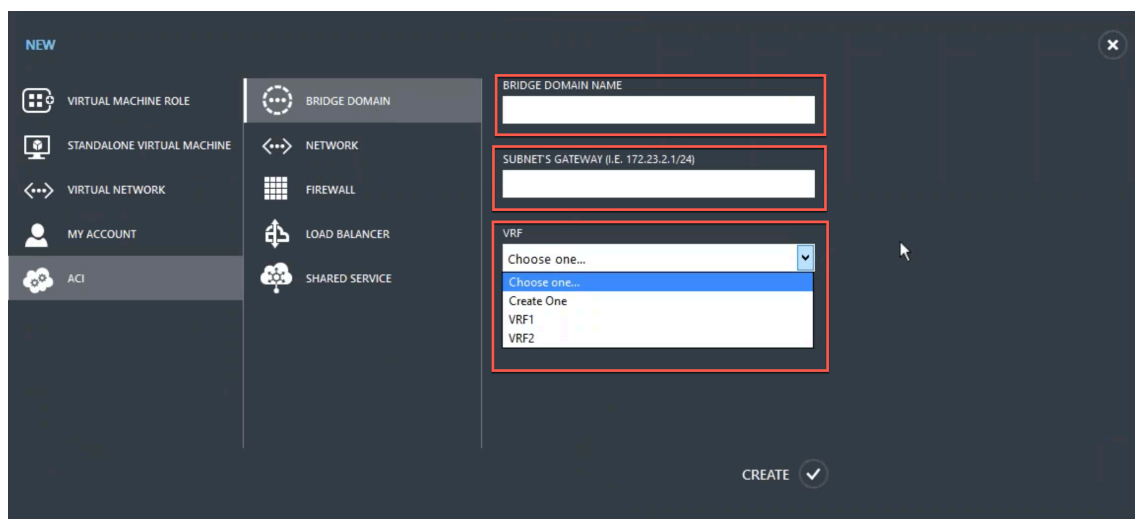 NEW
VIRTUAL MACHINE ROLE
STANDALONE VIRTUAL MACHINE
VIRTUAL NETWORK
MY ACCOUNT
ACI
BRIDGE DOMAIN
NETWORK
FIREWALL
LOAD BALANCER
SHARED SERVICE
BRIDGE DOMAIN NAME
SUBNET'S GATEWAY (I.E. 172.23.2.1/24)
VRF
Choose one...
Choose one...
Create One
VRF1
VRF2
CREATE